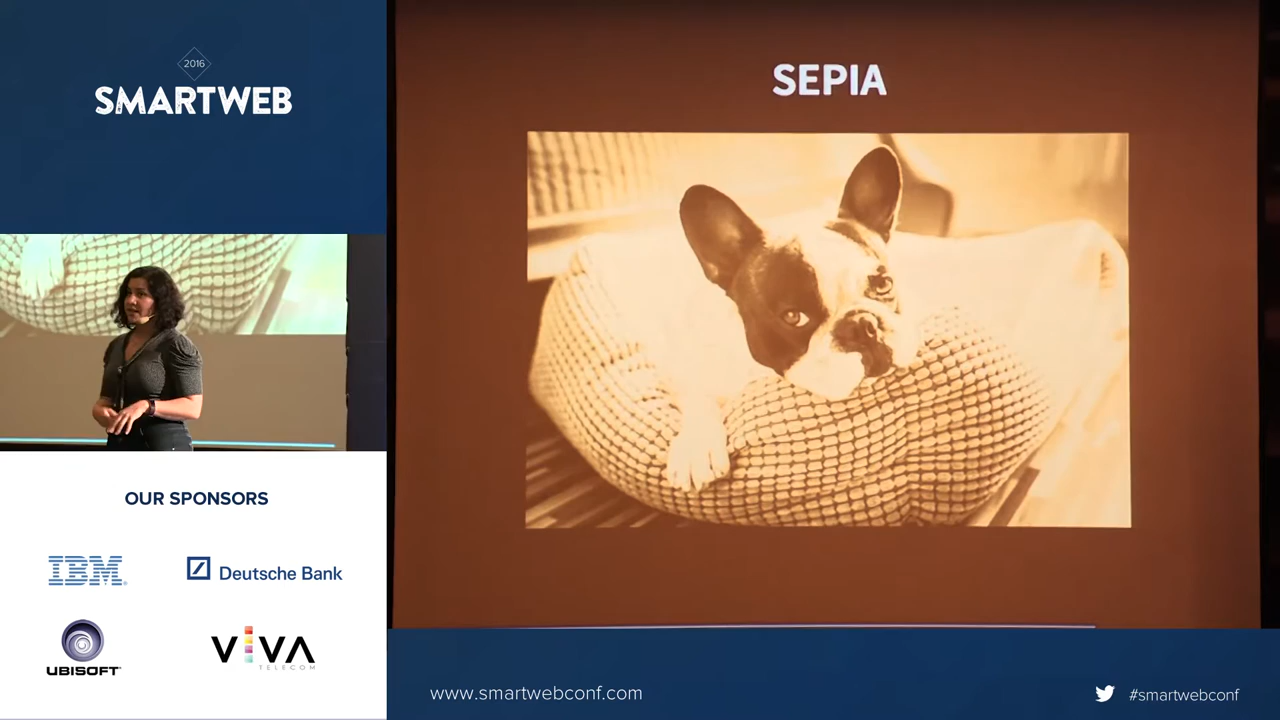 2016
SMARTWEB
SEPIA
OUR SPONSORS
IBM
Deutsche Bank
UBISOFT
VIVA
TELECOM
www.smartwebconf.com
#smartwebconf